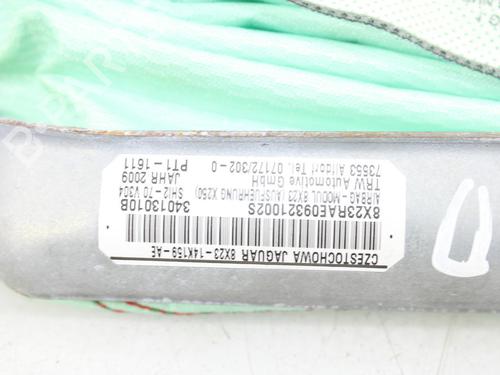 CZESTOCHOWA JAGUAR 8X23-14K159-AE
8X23RAE09321002S 34013010B
AIRBAG - MODUL 8X23 (AUSFUEHRUNG X250) SHI2-70 V304
TRW Automotive GmbH JAHR 2009
73553 Alfdorf Tel. 07172/302-0 PT1-1611